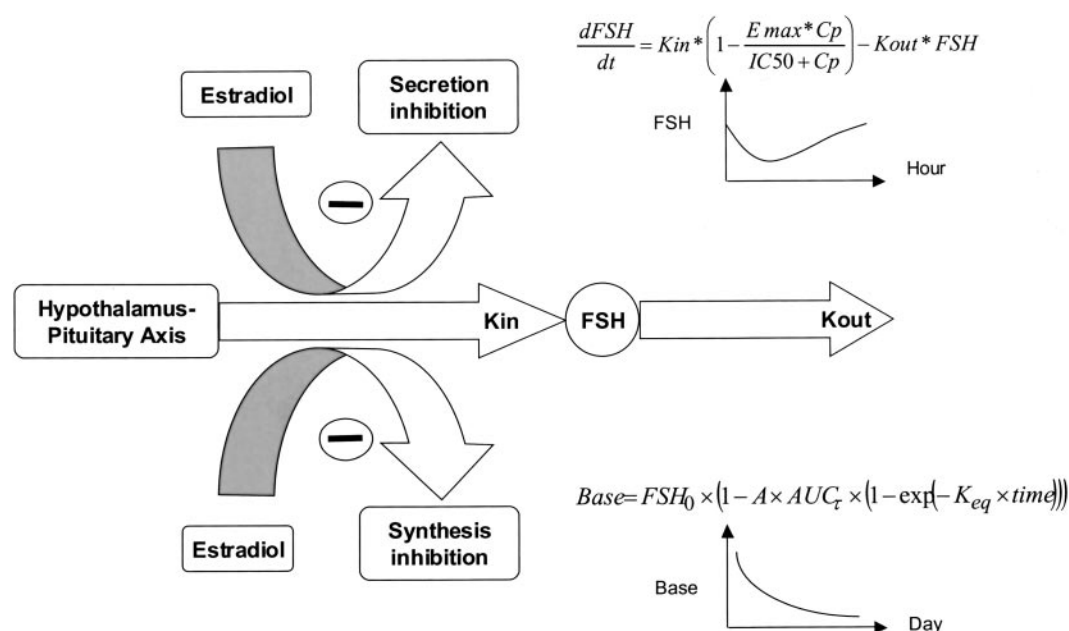 dFSH/dt = Kin * (1 - E max* Cp / IC50 + Cp) - Kout * FSH
Estradiol
Secretion
inhibition
FSH
Hour
Hypothalamus-
Pituitary Axis
Kin
FSH
Kout
Base = FSH0 × (1 - A × AUCτ × (1 - exp(- Keq × time)))
Estradiol
Synthesis
inhibition
Base
Day